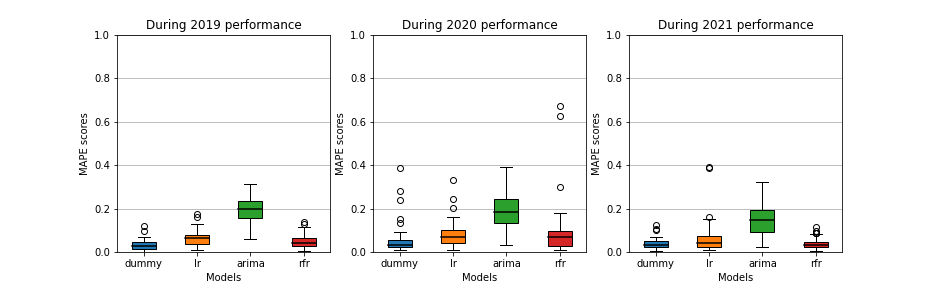 During 2019 performance
1.0
0.8
0.6
0.4
0.2
0.0
MAPE scores
dummy lr arima rfr
Models
During 2020 performance
1.0
0.8
0.6
0.4
0.2
0.0
MAPE scores
dummy lr arima rfr
Models
During 2021 performance
1.0
0.8
0.6
0.4
0.2
0.0
MAPE scores
dummy lr arima rfr
Models